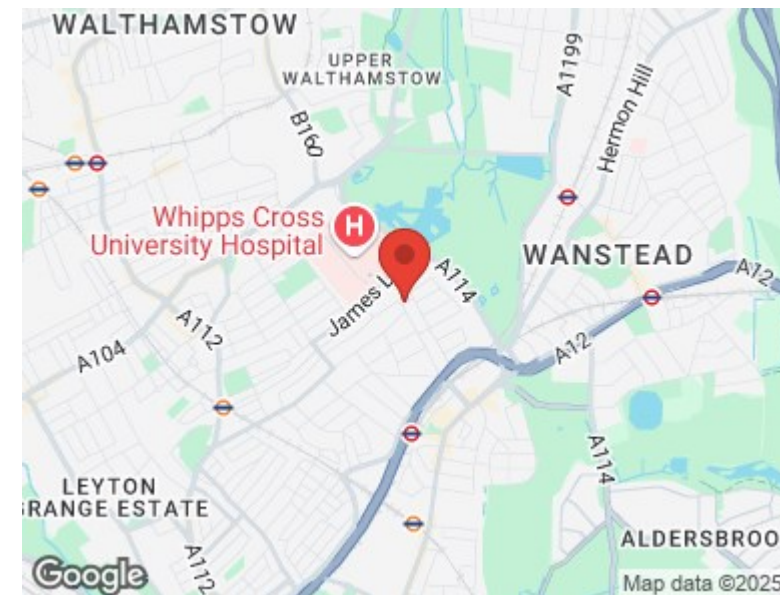 WALTHAMSTOW
UPPER
WALTHAMSTOW
A1199
Hermon Hill
B160
Whipps Cross
University Hospital
H
WANSTEAD
A114
A12
James L
A112
A104
A12
LEYTON
GRANGE ESTATE
A114
A112
ALDERSBROO
Google
Map data ©2025